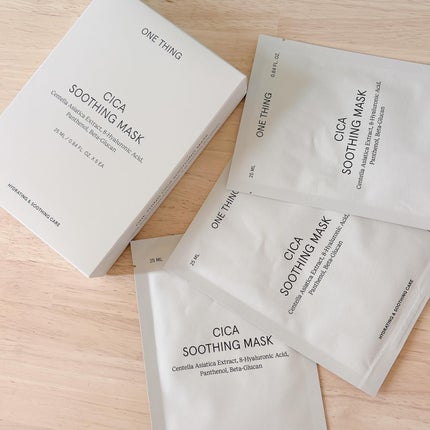 ONE THING
CICA
SOOTHING MASK
Centella Asiatica Extract, 8-Hyaluronic Acid,
Panthenol, Beta-Glucan
25 ML / 0.84 FL. OZ X 5 EA
HYDRATING & SOOTHING CARE
0.84 FL. OZ
ONE THING
25 ML
CICA
SOOTHING MASK
Centella Asiatica Extract, 8-Hyaluronic Acid,
Panthenol, Beta-Glucan
ONE THING
25 ML
CICA
SOOTHING MASK
Centella Asiatica Extract, 8-Hyaluronic Acid,
Panthenol, Beta-Glucan
HYDRATING & SOOTHING CARE
25 ML
CICA
SOOTHING MASK
Centella Asiatica Extract, 8-Hyaluronic Acid,
Panthenol, Beta-Glucan